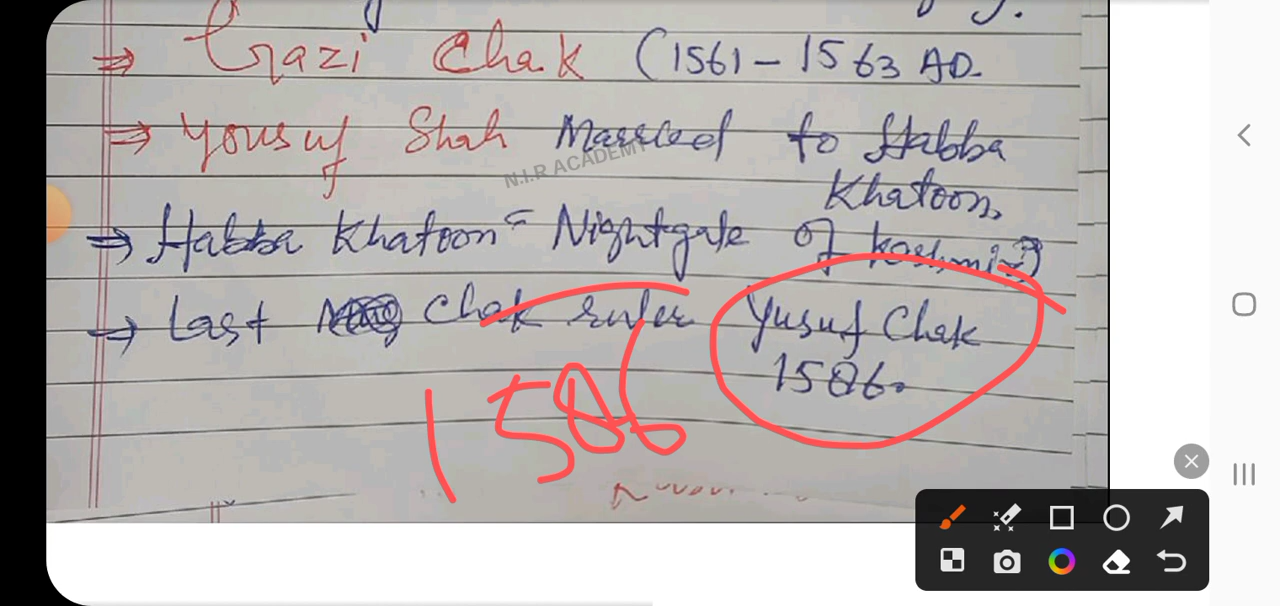 ⇒ Gazi Chak (1561 – 1563 AD.
⇒ Yousuf Shah Married to Habba
Khatoon,
N.I.R ACADEMY
⇒ Habba Khatoon = Nightgale of Kashmir
⇒ Last Chak ruler Yusuf Chak
1586.
1586